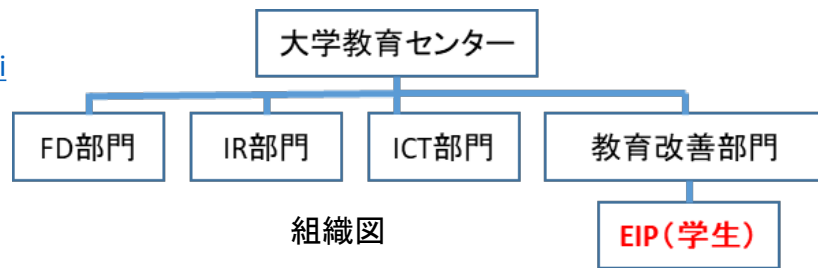 大学教育センター
i
FD部門
IR部門
ICT部門
教育改善部門
組織図
EIP(学生)